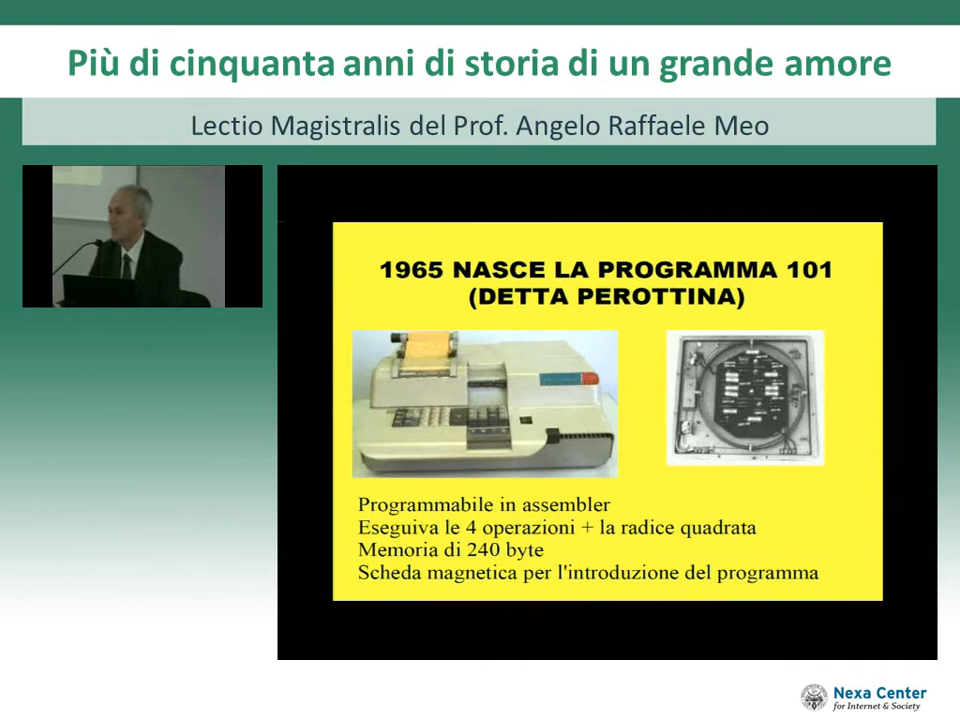 Più di cinquanta anni di storia di un grande amore
Lectio Magistralis del Prof. Angelo Raffaele Meo
1965 NASCE LA PROGRAMMA 101
(DETTA PEROTTINA)
Programmabile in assembler
Eseguiva le 4 operazioni + la radice quadrata
Memoria di 240 byte
Scheda magnetica per l'introduzione del programma
Nexa Center
for Internet & Society